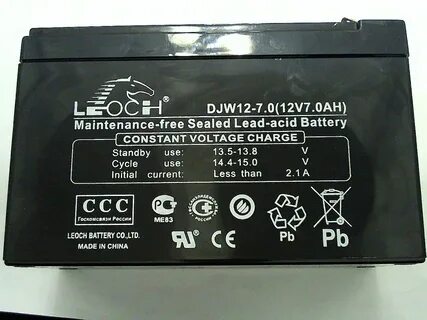 LEOCH
DJW12-7.0(12V7.0AH)
Maintenance-free Sealed Lead-acid Battery
CONSTANT VOLTAGE CHARGE
Standby use: 13.5-13.8 V
Cycle use: 14.4-15.0 V
Initial current: Less than 2.1A
CCC
Госкомсвязи России
ME83
Pb
Pb
LEOCH BATTERY CO.,LTD.
MADE IN CHINA